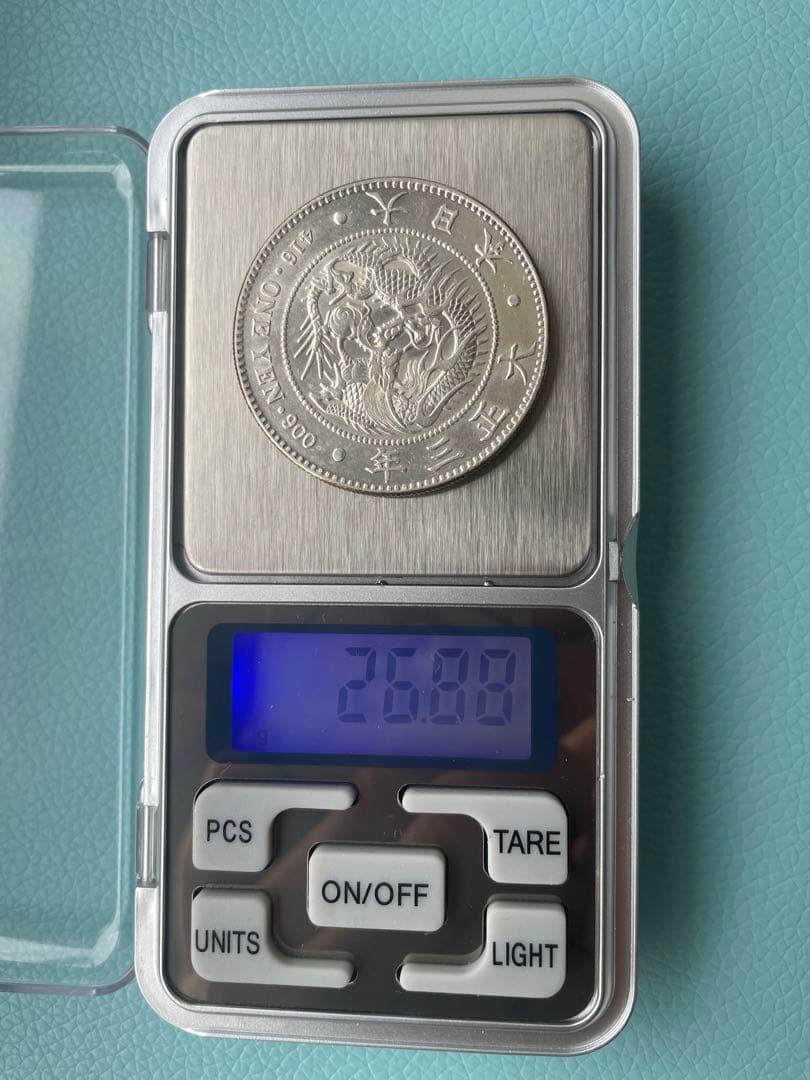 大日本 • 大正三年 •
416 • ONE YEN • 900
26.88
g
PCS
TARE
ON/OFF
UNITS
LIGHT